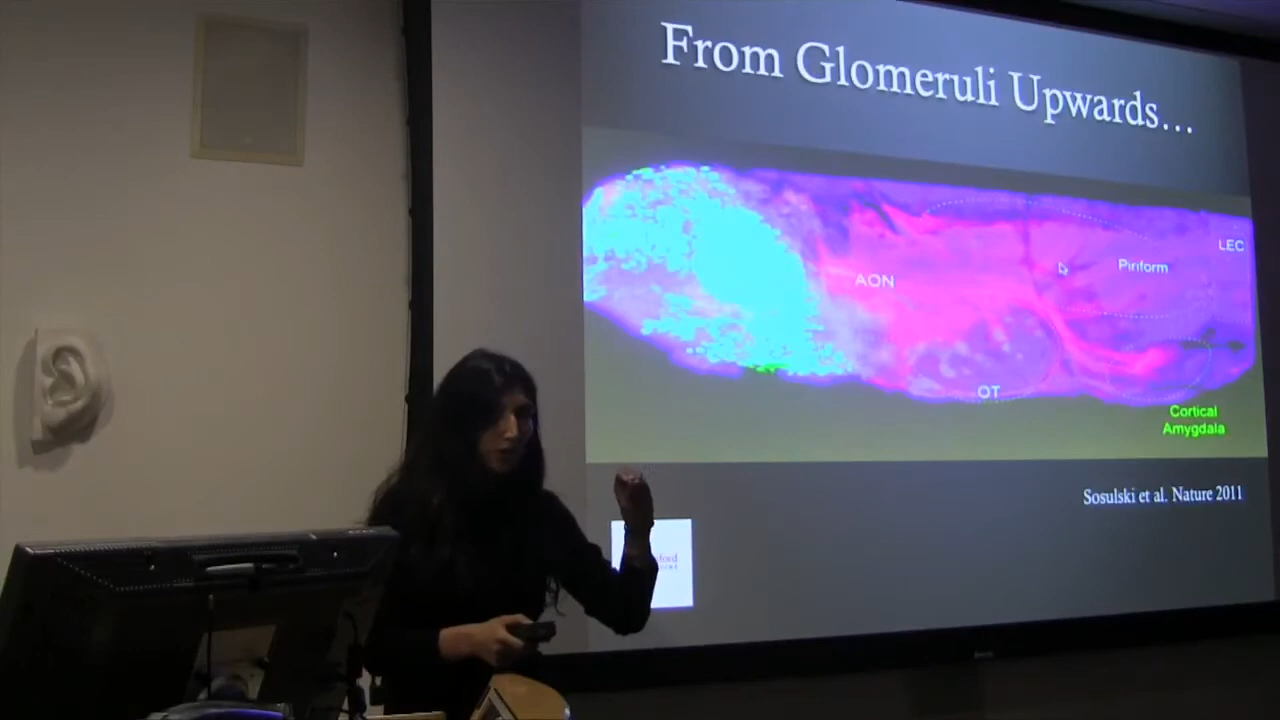 From Glomeruli Upwards...
LEC
Piriform
AON
OT
Cortical
Amygdala
Sosulski et al. Nature 2011